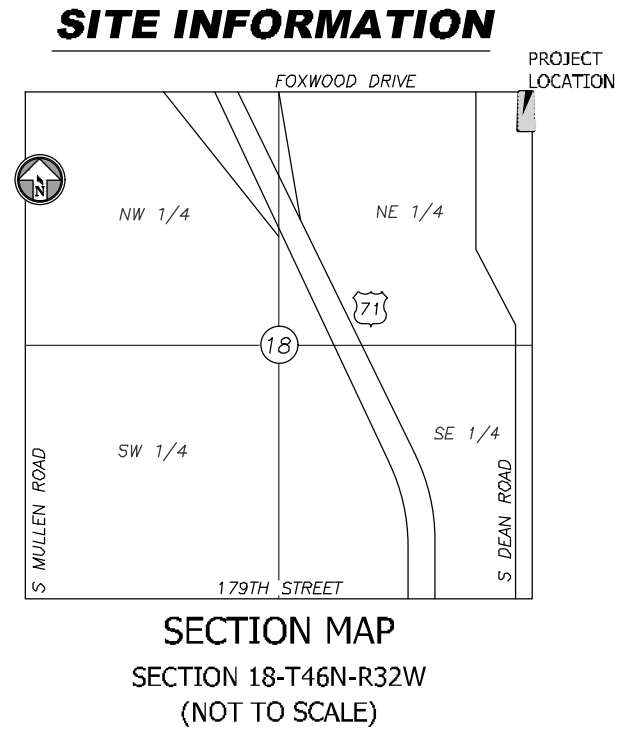 SITE INFORMATION
PROJECT
LOCATION
FOXWOOD DRIVE
N
NW 1/4
NE 1/4
71
18
SW 1/4
SE 1/4
S MULLEN ROAD
S DEAN ROAD
179TH STREET
SECTION MAP
SECTION 18-T46N-R32W
(NOT TO SCALE)